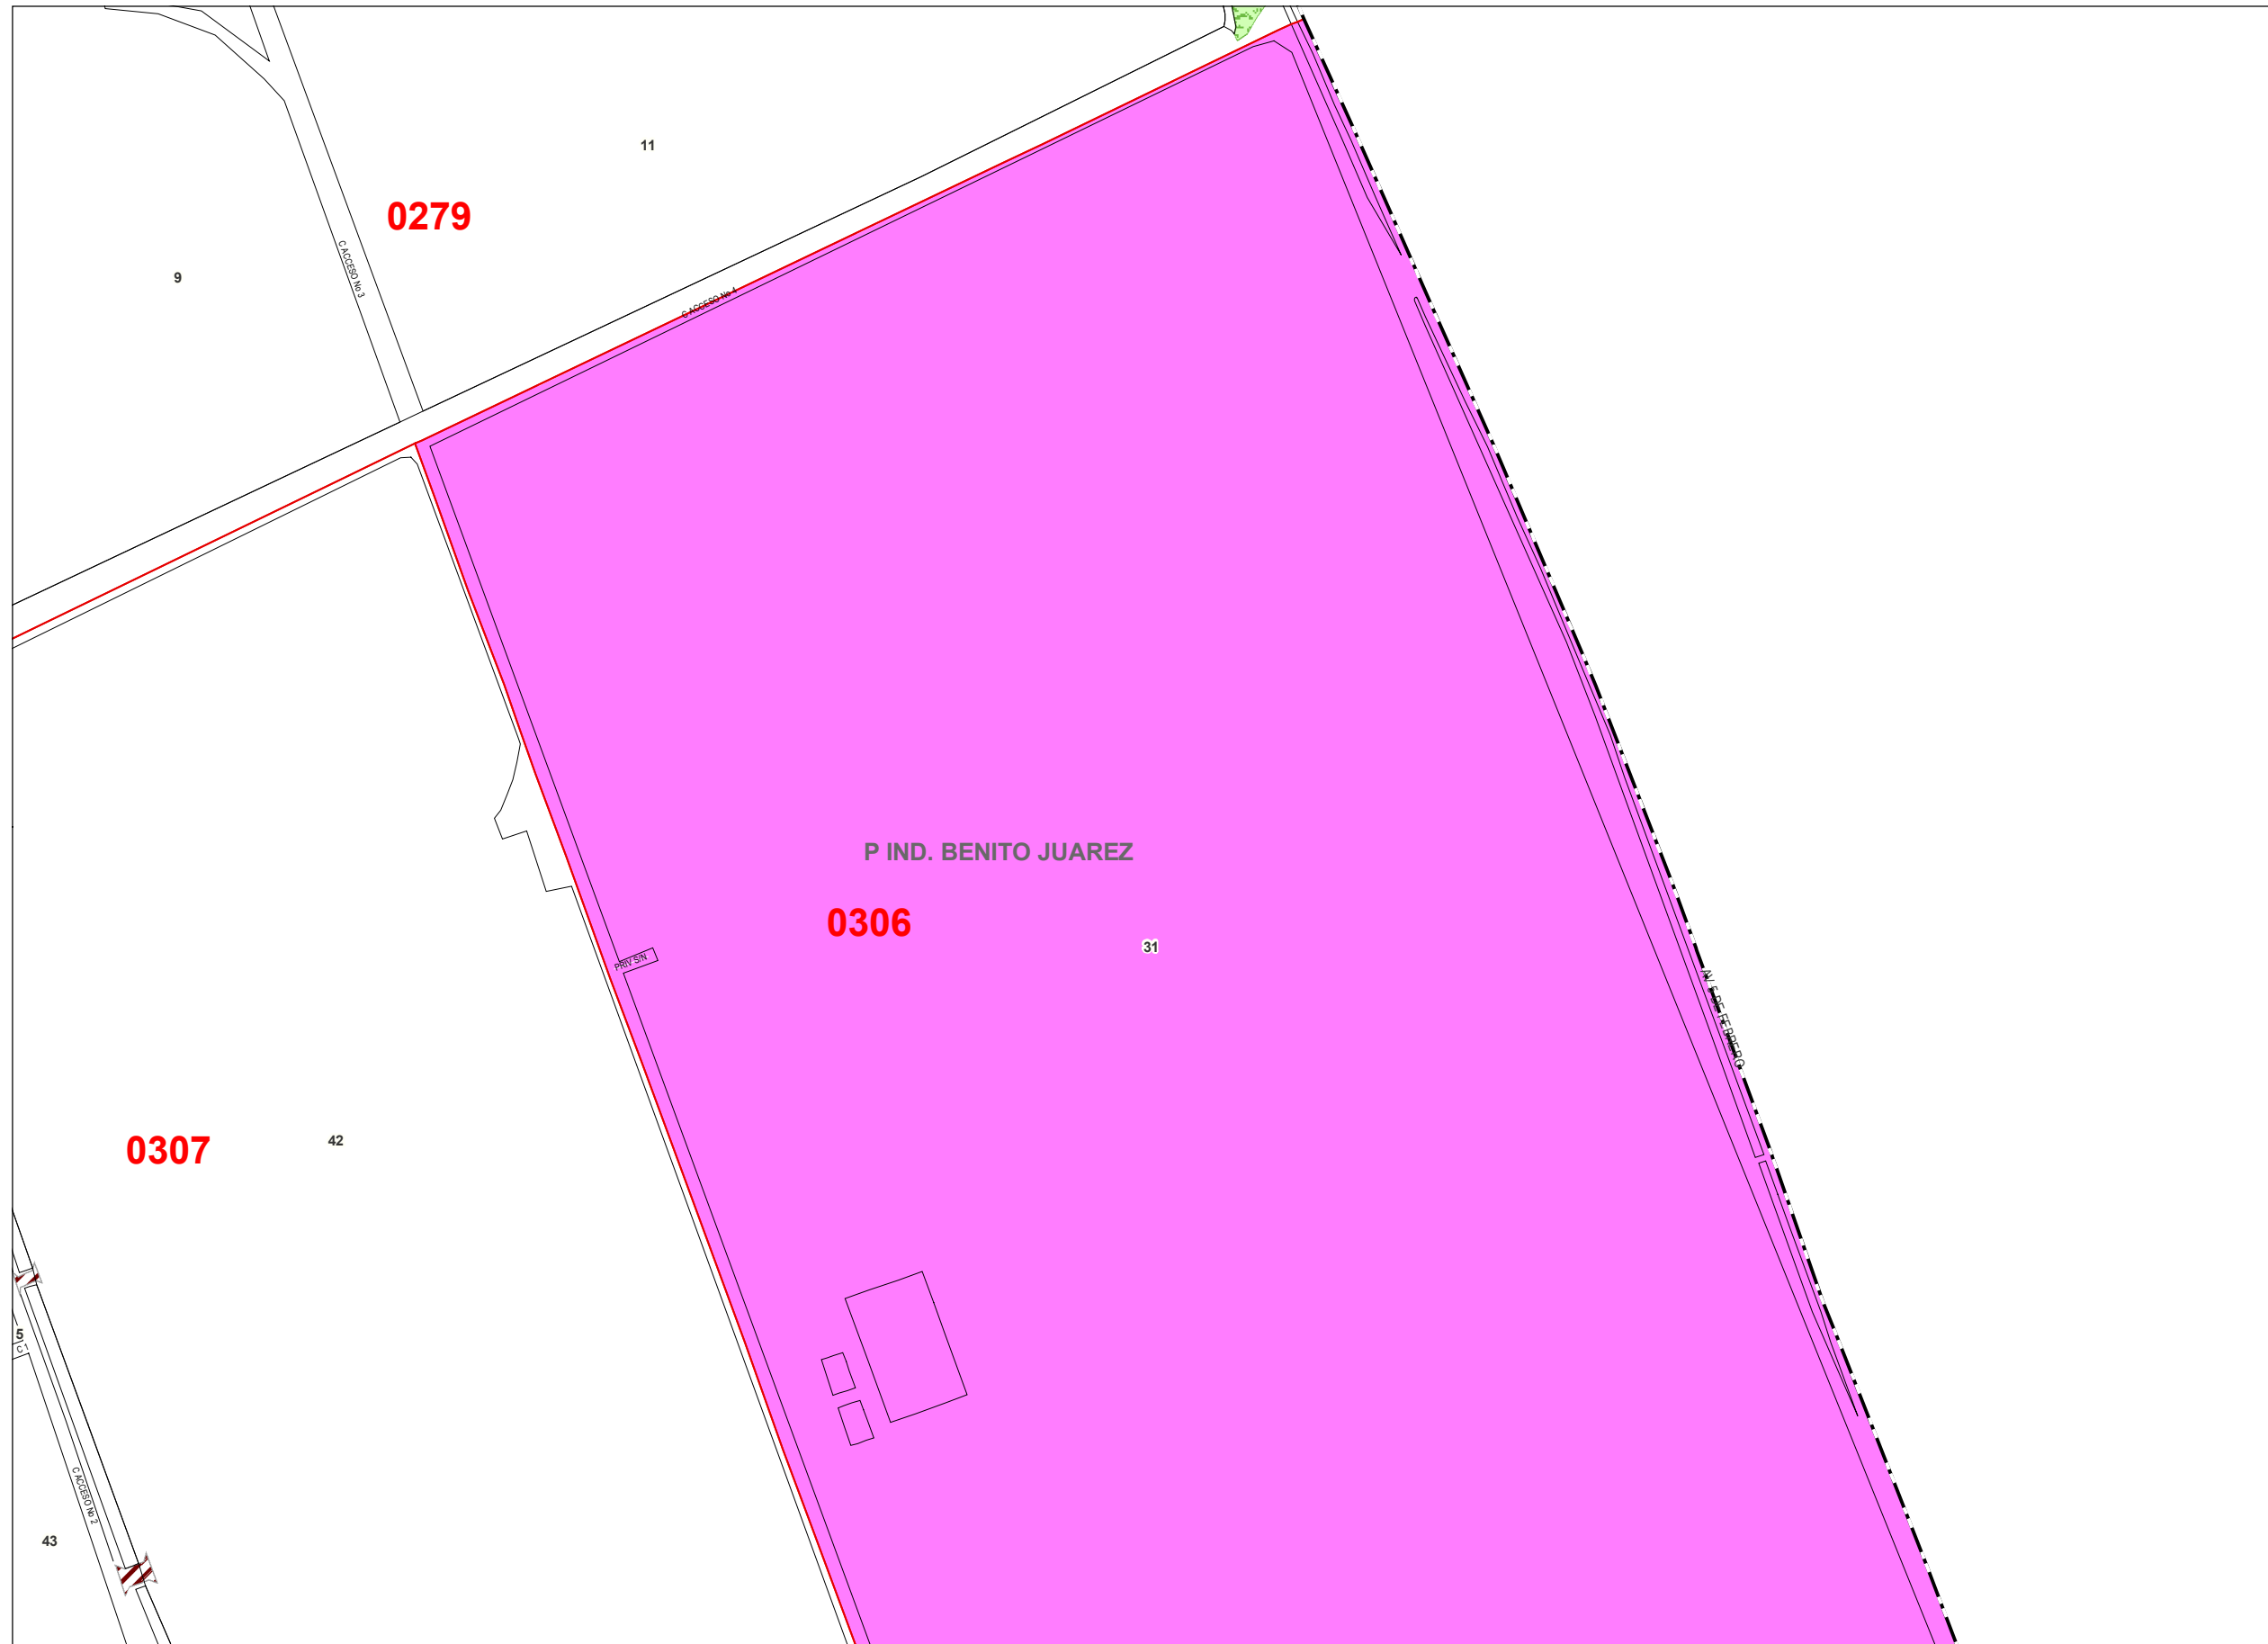 11
0279
9
C ACCESO No 3
C ACCESO No 4
P IND. BENITO JUAREZ
0306
31
PRIV S/N
AV 5 DE FEBRERO
0307
42
5
C
C ACCESO No 2
43